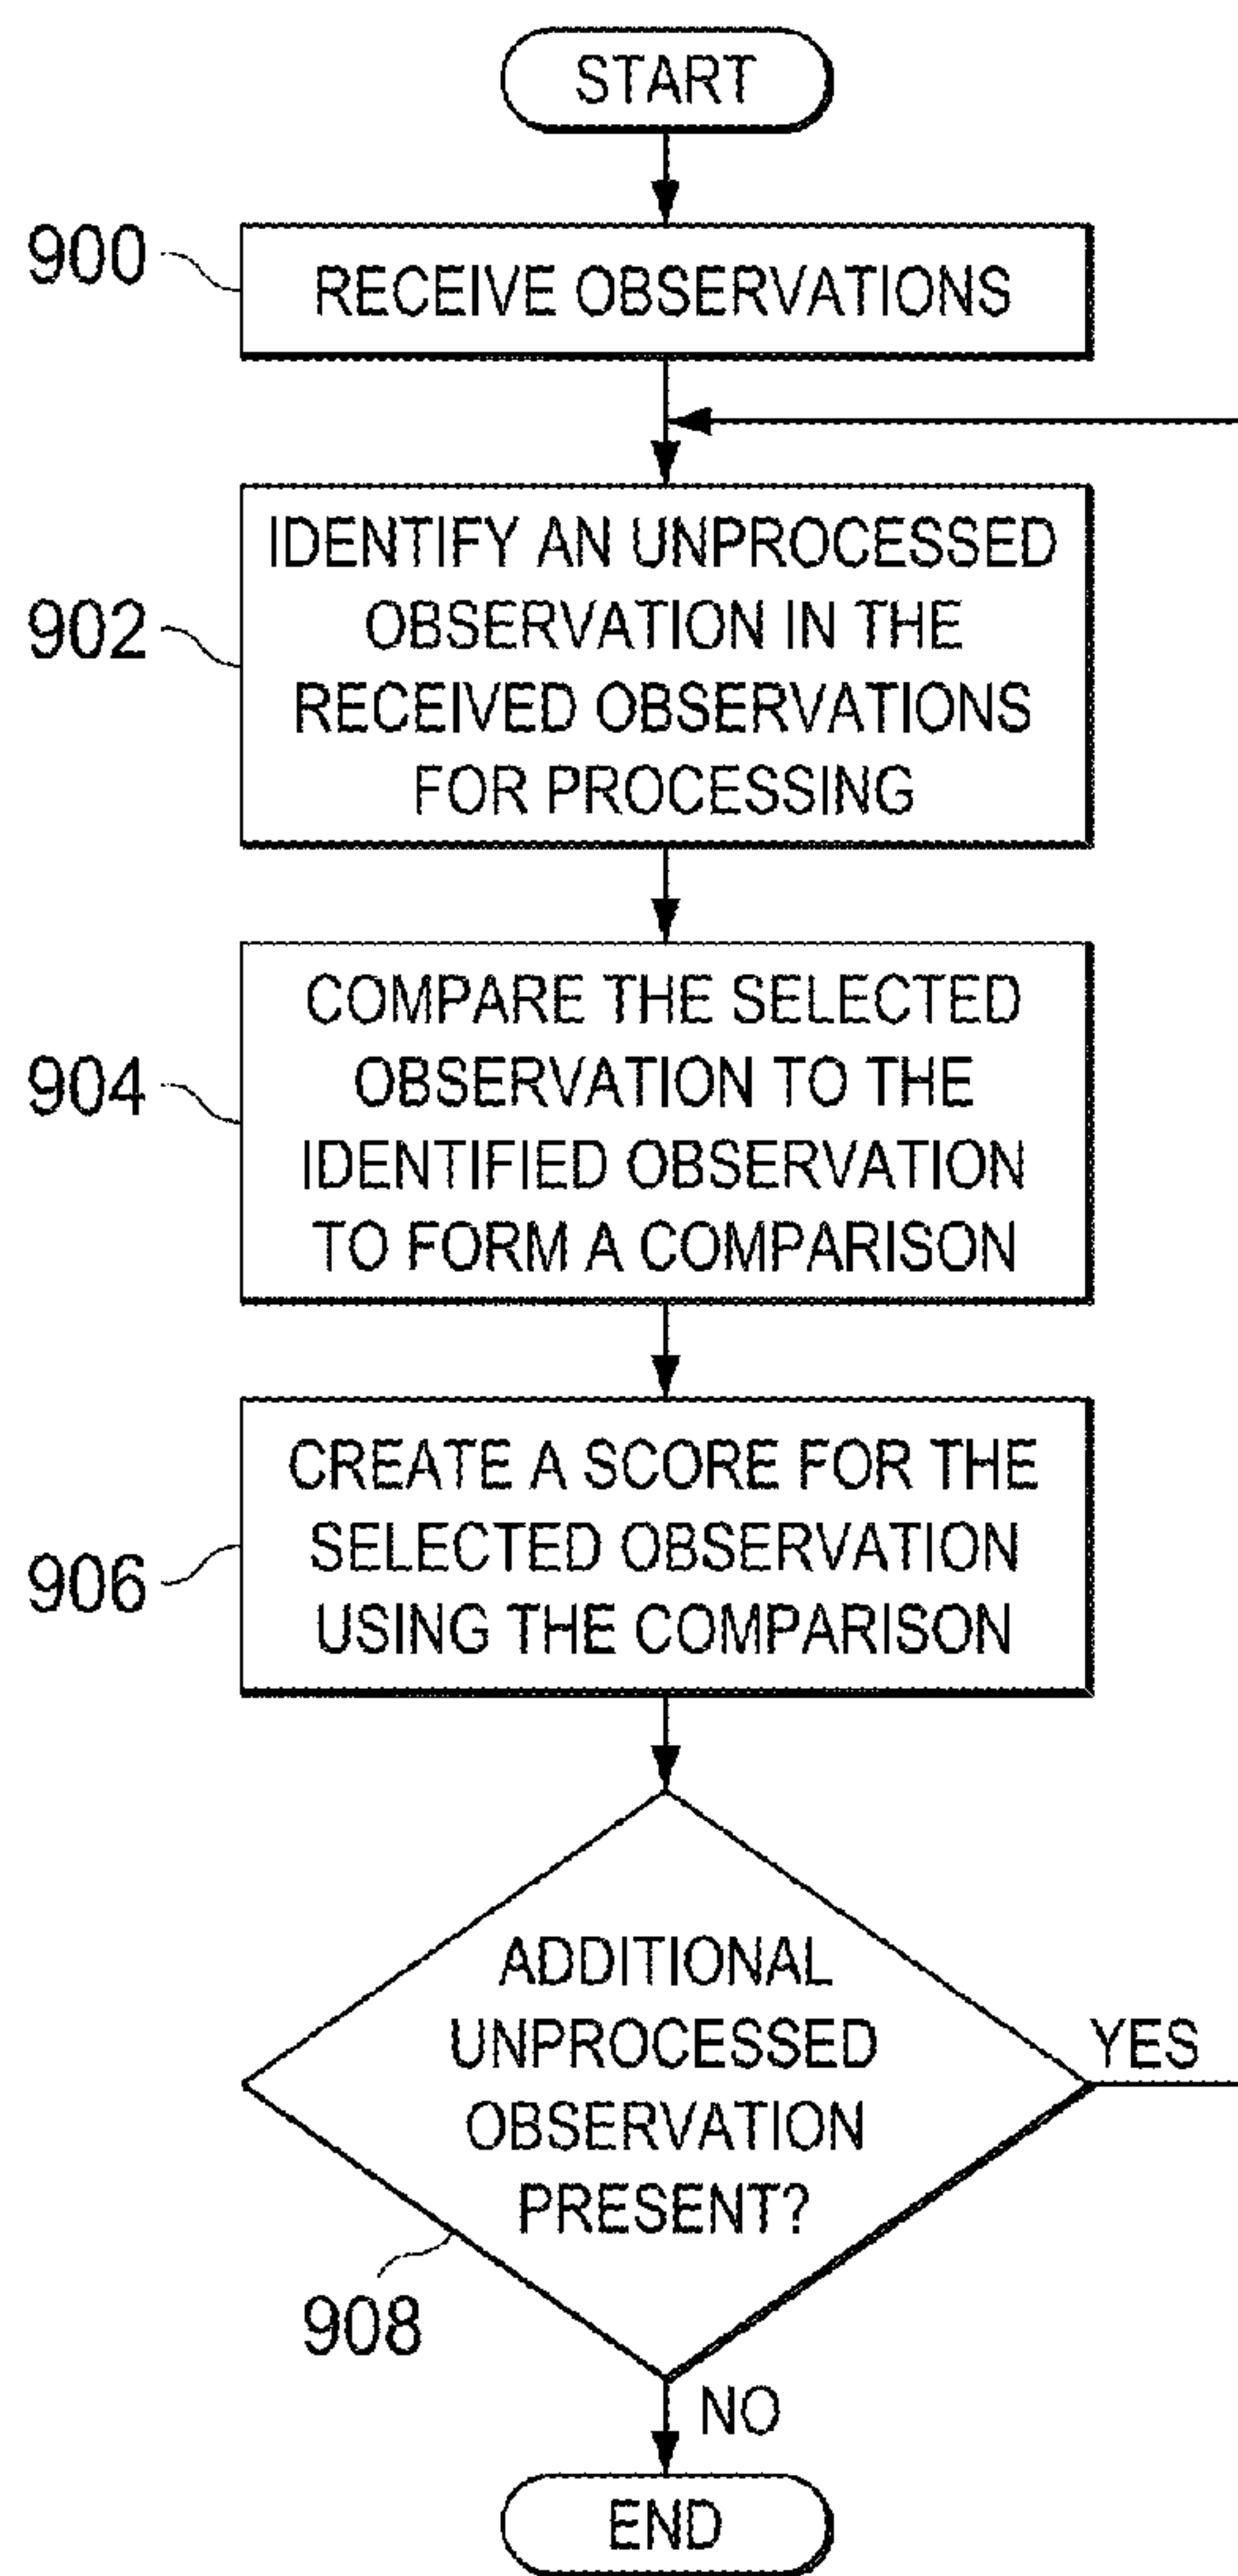 START
900
RECEIVE OBSERVATIONS
902
IDENTIFY AN UNPROCESSED
OBSERVATION IN THE
RECEIVED OBSERVATIONS
FOR PROCESSING
904
COMPARE THE SELECTED
OBSERVATION TO THE
IDENTIFIED OBSERVATION
TO FORM A COMPARISON
906
CREATE A SCORE FOR THE
SELECTED OBSERVATION
USING THE COMPARISON
ADDITIONAL
UNPROCESSED
OBSERVATION
PRESENT?
YES
908
NO
END